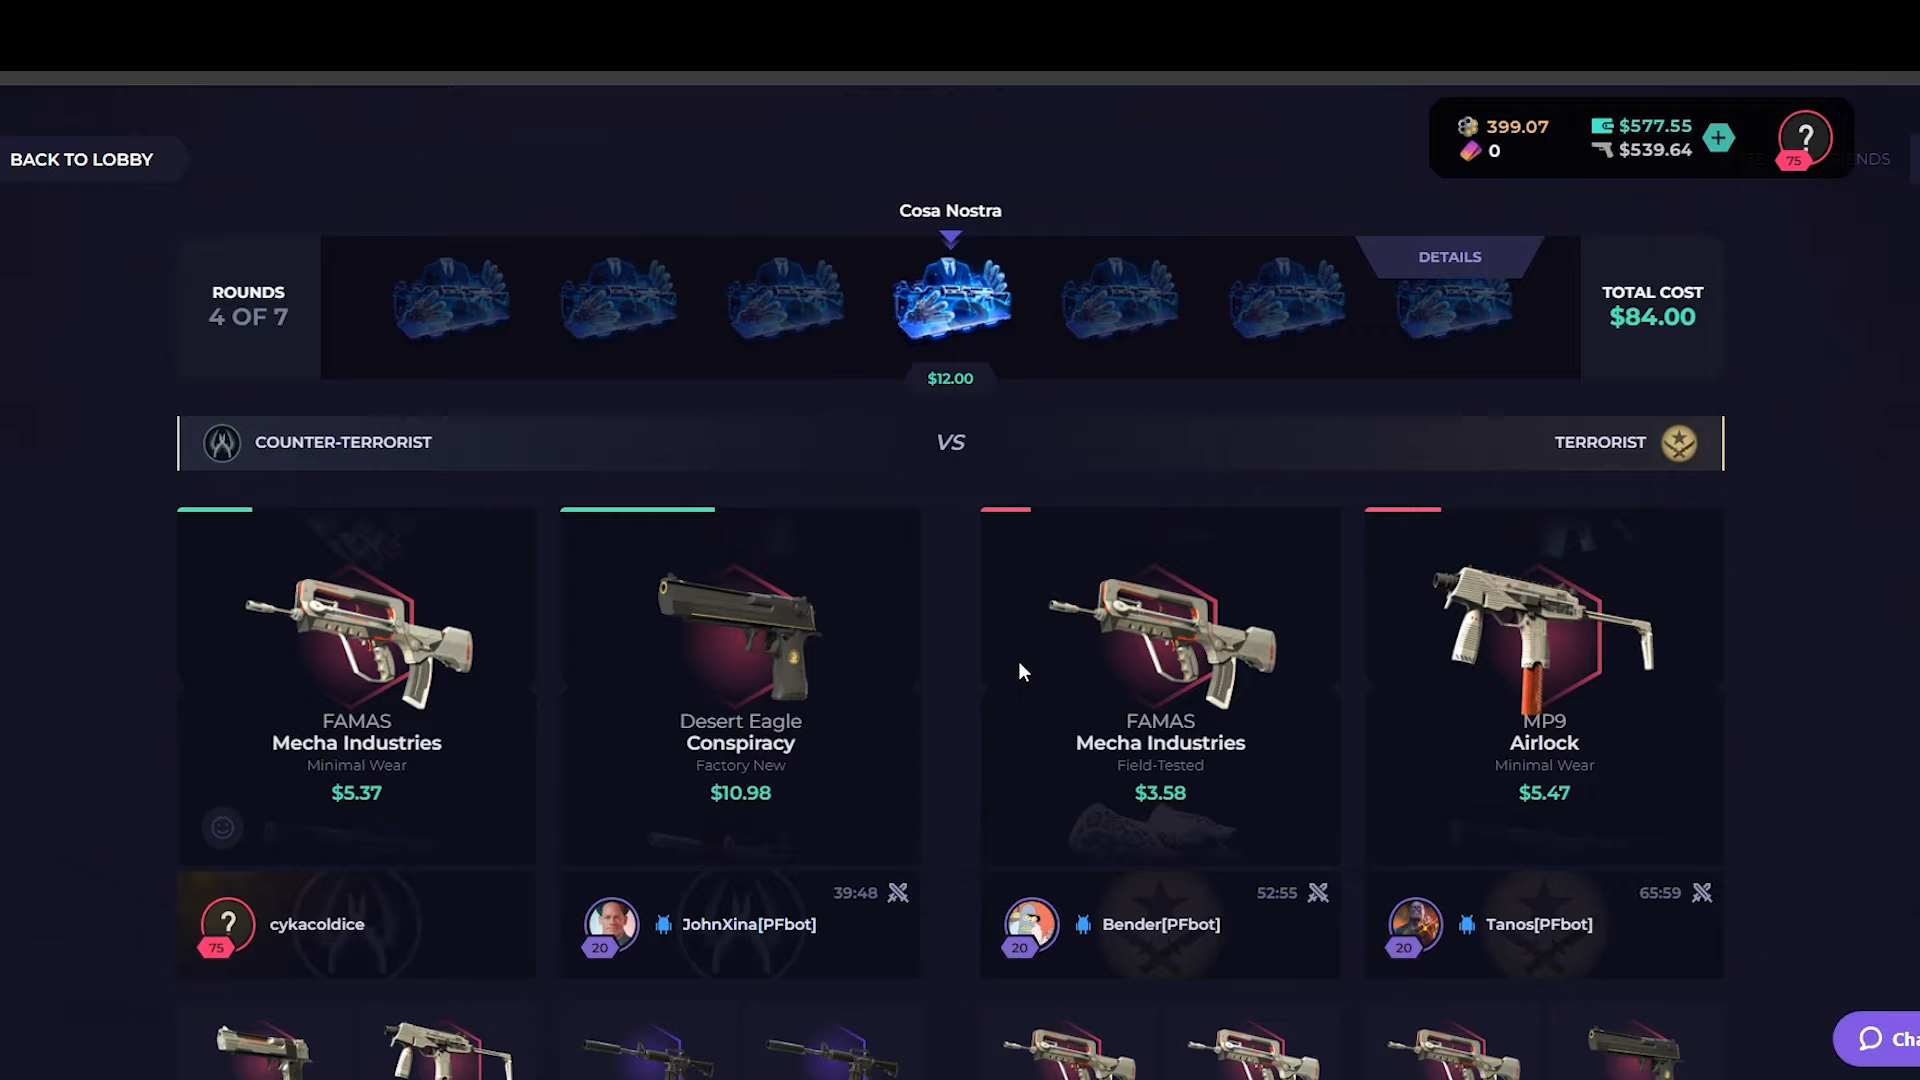 399.07
$577.55
0
$539.64
?
75
BACK TO LOBBY
ENDS
Cosa Nostra
DETAILS
ROUNDS
4 OF 7
TOTAL COST
$84.00
$12.00
COUNTER-TERRORIST
VS
TERRORIST
FAMAS
Mecha Industries
Minimal Wear
$5.37
Desert Eagle
Conspiracy
Factory New
$10.98
FAMAS
Mecha Industries
Field-Tested
$3.58
MP9
Airlock
Minimal Wear
$5.47
?
75
cykacoldice
39:48
20
JohnXina[PFbot]
52:55
20
Bender[PFbot]
65:59
20
Tanos[PFbot]
Cha